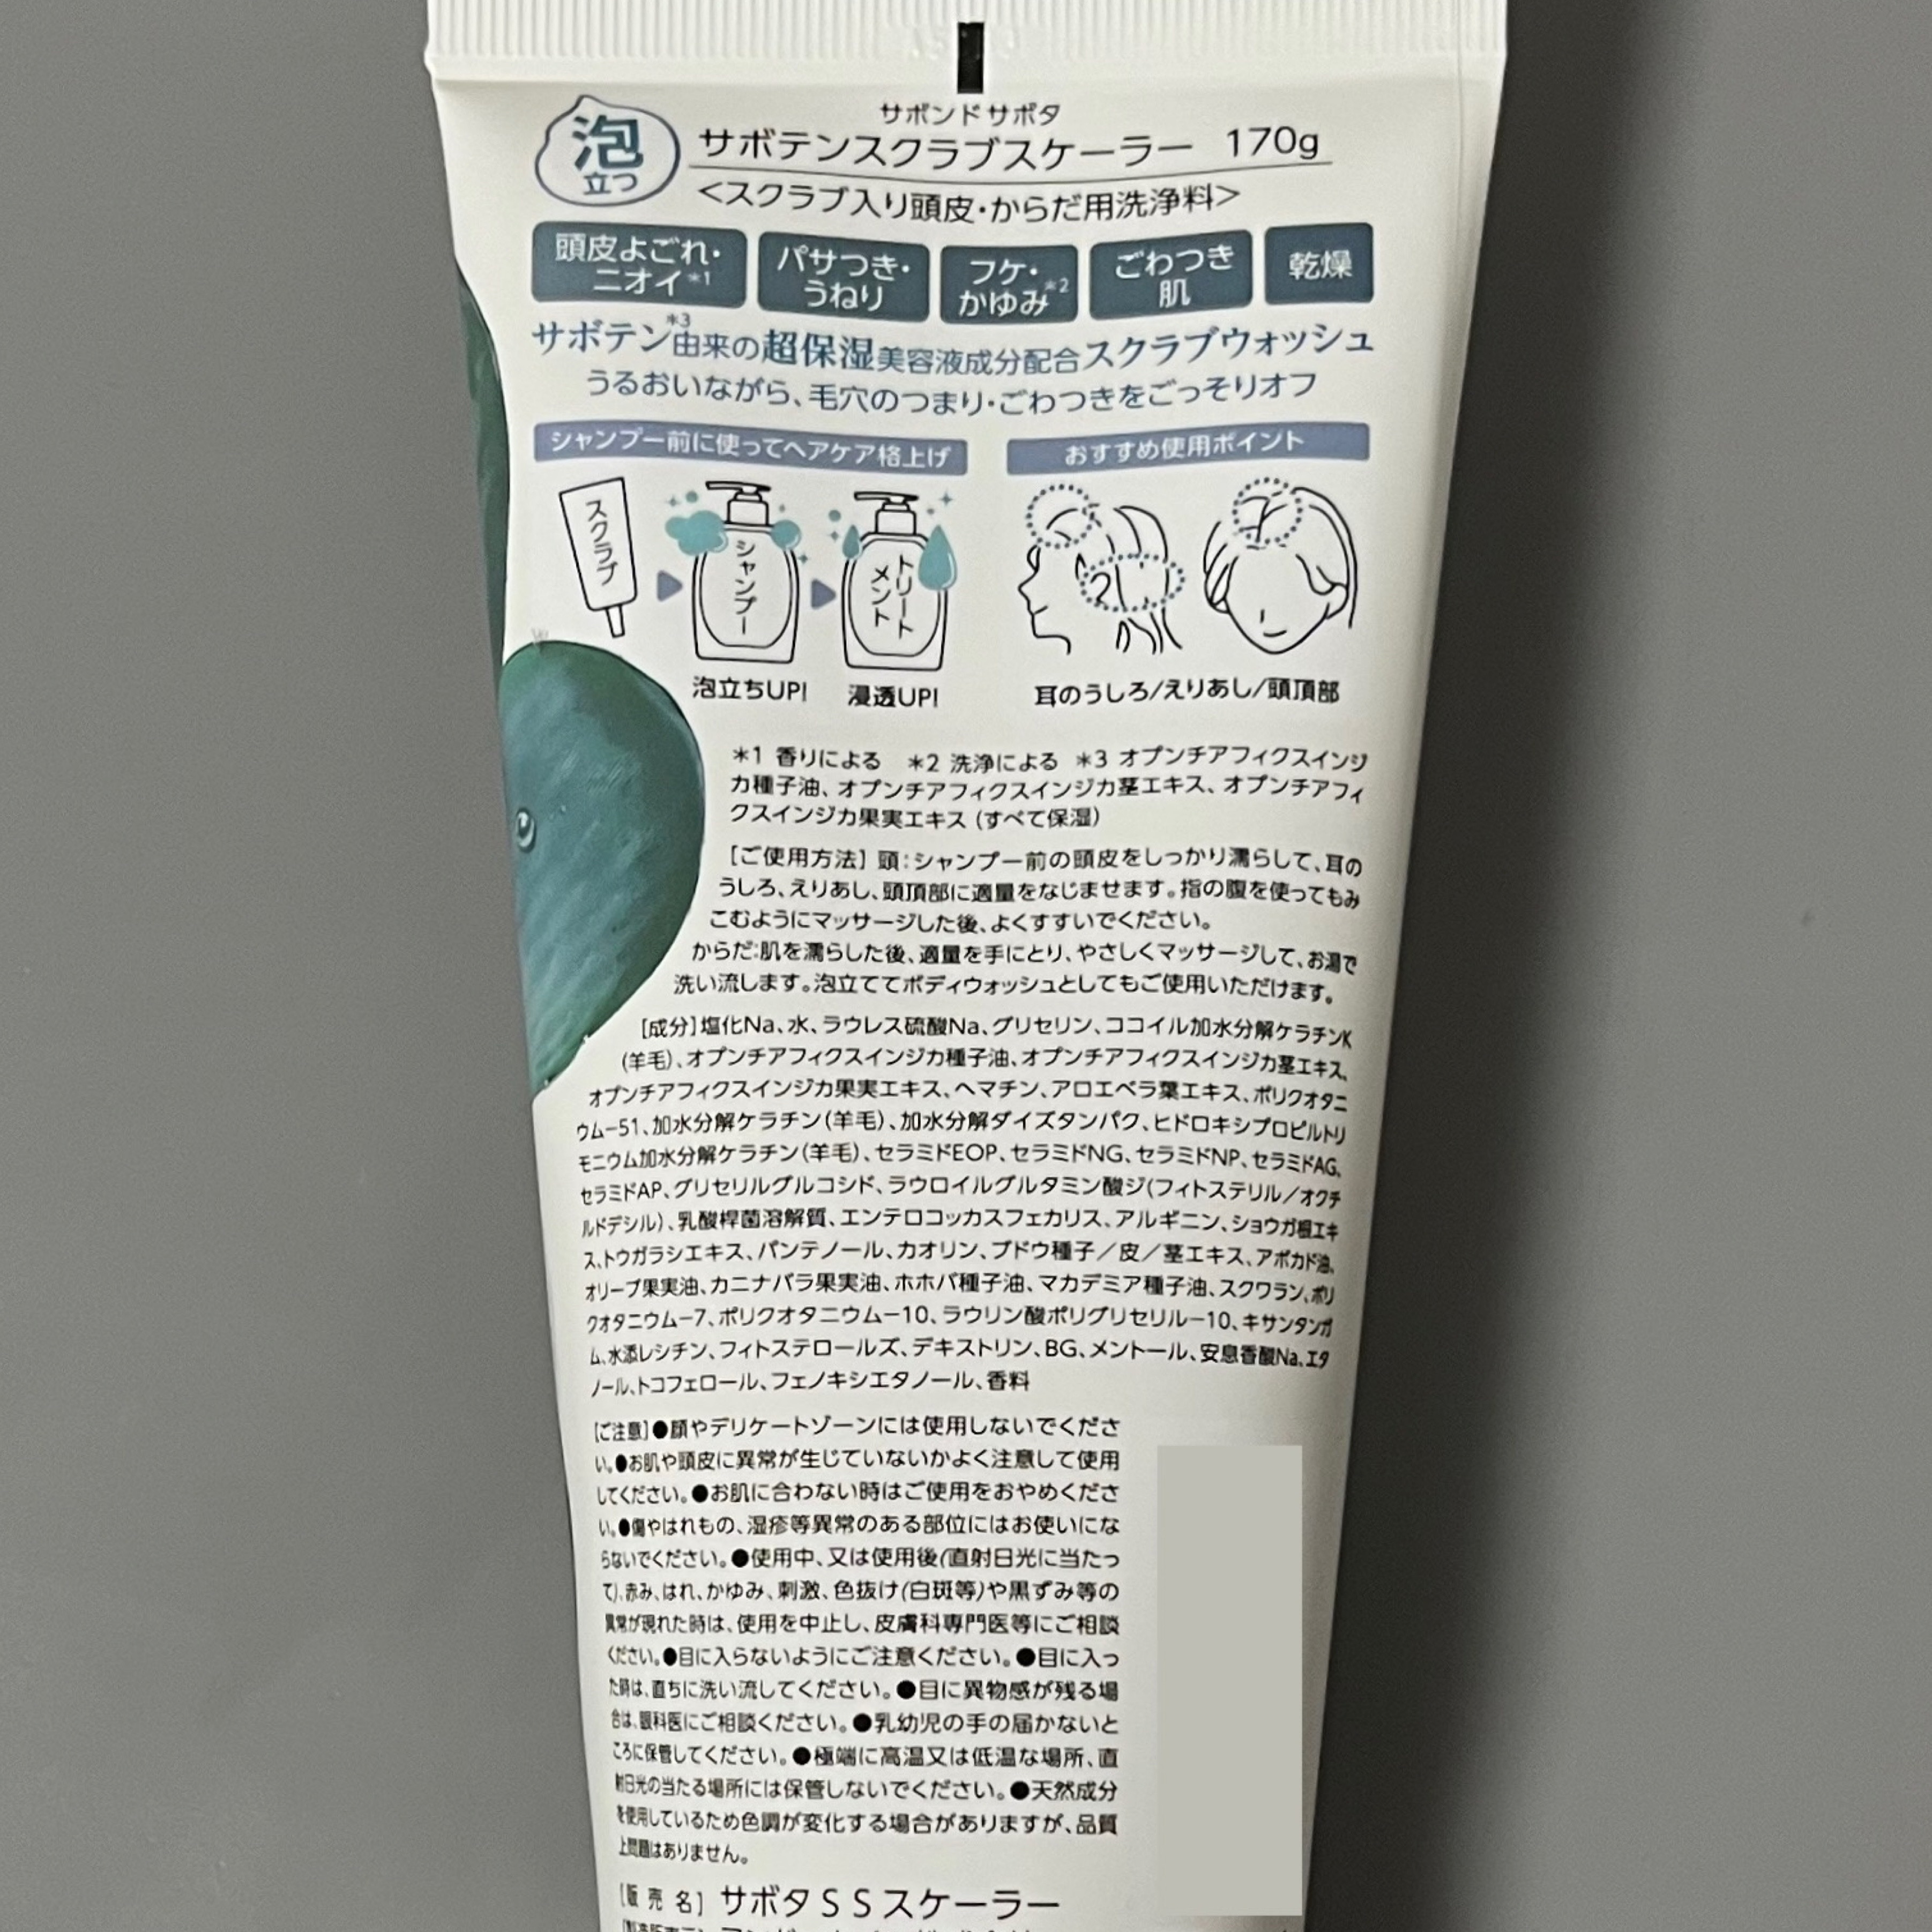 泡
立つ
サボンドサボタ
サボテンスクラブスケーラー 170g
<スクラブ入り頭皮・からだ用洗浄料>
頭皮よごれ・
ニオイ*1
パサつき・
うねり
フケ・
かゆみ*2
ごわつき
肌
乾燥
サボテン*3由来の超保湿美容液成分配合スクラブウォッシュ
うるおいながら、毛穴のつまり・ごわつきをごっそりオフ
シャンプー前に使ってヘアケア格上げ
スクラブ
シャンプー
トリート
メント
泡立ちUP!
浸透UP!
おすすめ使用ポイント
耳のうしろ/えりあし/頭頂部
*1 香りによる *2 洗浄による *3 オプンチアフィクスインジ
カ種子油、オプンチアフィクスインジカ茎エキス、オプンチアフィ
クスインジカ果実エキス (すべて保湿)
[ご使用方法] 頭:シャンプー前の頭皮をしっかり濡らして、耳の
うしろ、えりあし、頭頂部に適量をなじませます。指の腹を使ってもみ
こむようにマッサージした後、よくすすいでください。
からだ:肌を濡らした後、適量を手にとり、やさしくマッサージして、お湯で
洗い流します。泡立ててボディウォッシュとしてもご使用いただけます。
[成分]塩化Na、水、ラウレス硫酸Na、グリセリン、ココイル加水分解ケラチンK
(羊毛)、オプンチアフィクスインジカ種子油、オプンチアフィクスインジカ茎エキス、
オプンチアフィクスインジカ果実エキス、ヘマチン、アロエベラ葉エキス、ポリクオタニ
ウム-51、加水分解ケラチン(羊毛)、加水分解ダイズタンパク、ヒドロキシプロピルトリ
モニウム加水分解ケラチン(羊毛)、セラミドEOP、セラミドNG、セラミドNP、セラミドAG、
セラミドAP、グリセリルグルコシド、ラウロイルグルタミン酸ジ(フィトステリル/オクチ
ルドデシル)、乳酸桿菌溶解質、エンテロコッカスフェカリス、アルギニン、ショウガ根エキ
ス、トウガラシエキス、パンテノール、カオリン、ブドウ種子/皮/茎エキス、アボカド油、
オリーブ果実油、カニナバラ果実油、ホホバ種子油、マカデミア種子油、スクワラン、ポリ
クオタニウム-7、ポリクオタニウム-10、ラウリン酸ポリグリセリル-10、キサンタンガ
ム、水添レシチン、フィトステロールズ、デキストリン、BG、メントール、安息香酸Na、エタ
ノール、トコフェロール、フェノキシエタノール、香料
[ご注意]●顔やデリケートゾーンには使用しないでくださ
い。●お肌や頭皮に異常が生じていないかよく注意して使用
してください。●お肌に合わない時はご使用をおやめくださ
い。●傷やはれもの、湿疹等異常のある部位にはお使いにな
らないでください。●使用中、又は使用後(直射日光に当たっ
て)、赤み、はれ、かゆみ、刺激、色抜け(白斑等)や黒ずみ等の
異常が現れた時は、使用を中止し、皮膚科専門医等にご相談
ください。●目に入らないようにご注意ください。●目に入っ
た時は、直ちに洗い流してください。●目に異物感が残る場
合は、眼科医にご相談ください。●乳幼児の手の届かないと
ころに保管してください。●極端に高温又は低温な場所、直
射日光の当たる場所には保管しないでください。●天然成分
を使用しているため色調が変化する場合がありますが、品質
上問題はありません。
[販売名] サボタSSスケーラー